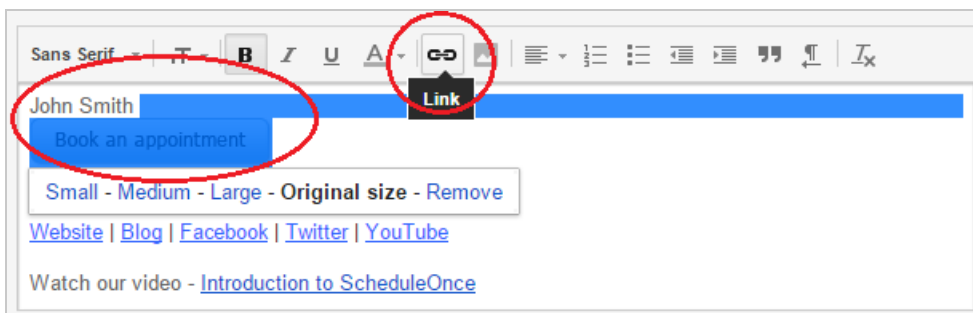 Sans Serif T B I U A Tx
Link
John Smith
Book an appointment
Small - Medium - Large - Original size - Remove
Website | Blog | Facebook | Twitter | YouTube
Watch our video - Introduction to ScheduleOnce